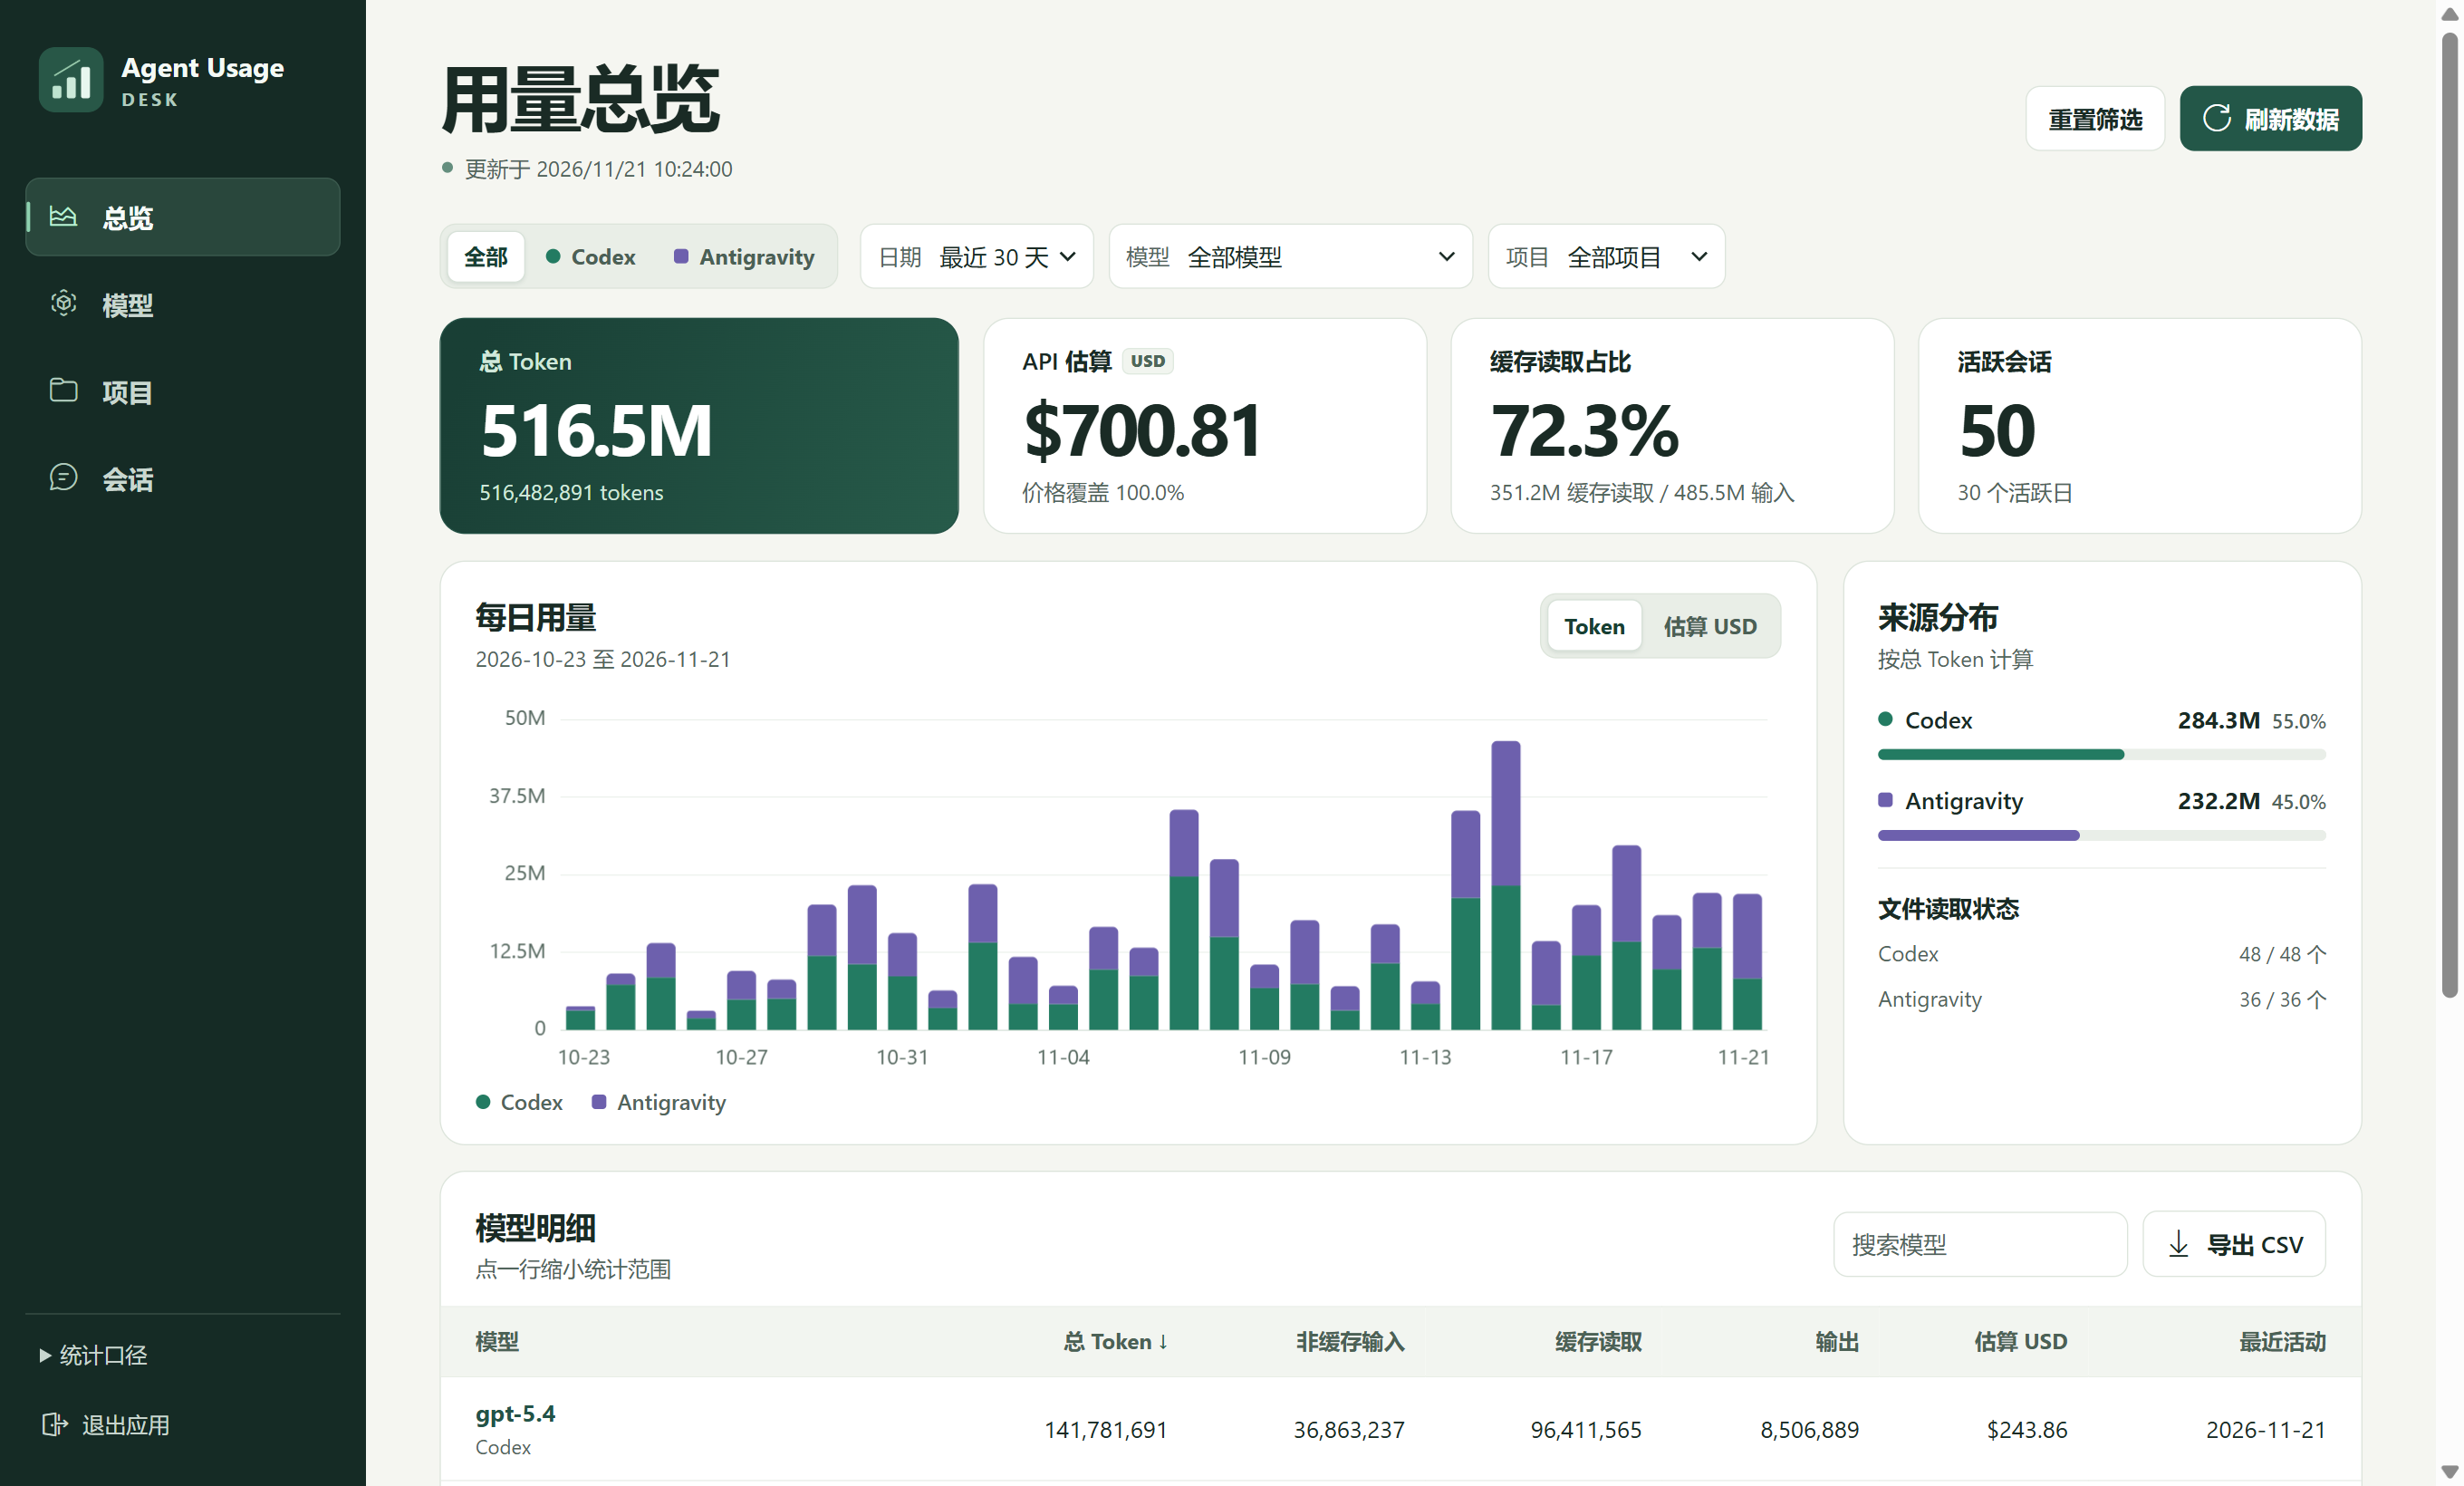 Agent Usage
DESK
总览
模型
项目
会话
统计口径
退出应用
用量总览
更新于 2026/11/21 10:24:00
重置筛选
刷新数据
全部
Codex
Antigravity
日期 最近 30 天
模型 全部模型
项目 全部项目
总 Token
516.5M
516,482,891 tokens
API 估算 USD
$700.81
价格覆盖 100.0%
缓存读取占比
72.3%
351.2M 缓存读取 / 485.5M 输入
活跃会话
50
30 个活跃日
每日用量
2026-10-23 至 2026-11-21
Token
估算 USD
50M
37.5M
25M
12.5M
0
10-23
10-27
10-31
11-04
11-09
11-13
11-17
11-21
Codex
Antigravity
来源分布
按总 Token 计算
Codex 284.3M 55.0%
Antigravity 232.2M 45.0%
文件读取状态
Codex 48 / 48 个
Antigravity 36 / 36 个
模型明细
点一行缩小统计范围
搜索模型
导出 CSV
模型 总 Token ↓ 非缓存输入 缓存读取 输出 估算 USD 最近活动
gpt-5.4 141,781,691 36,863,237 96,411,565 8,506,889 $243.86 2026-11-21
Codex